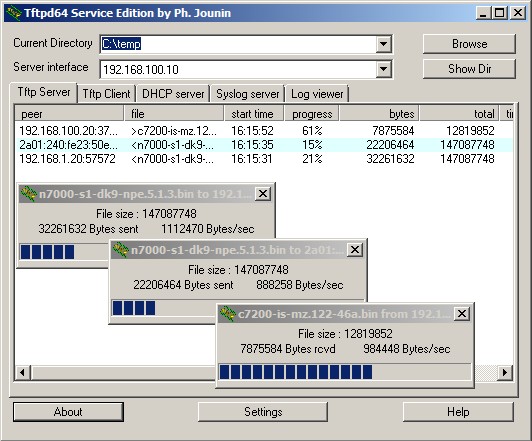 Tftpd64 Service Edition by Ph. Jounin
Current Directory C:\temp Browse
Server interface 192.168.100.10 Show Dir
Tftp Server Tftp Client DHCP server Syslog server Log viewer
peer file start time progress bytes total
192.168.100.20:37... >c7200-is-mz.12... 16:15:52 61% 7875584 12819852
2a01:240:fe23:50e... <n7000-s1-dk9-... 16:15:35 15% 22206464 147087748
192.168.1.20:57572 <n7000-s1-dk9-... 16:15:31 21% 32261632 147087748
n7000-s1-dk9-npe.5.1.3.bin to 192.1...
File size : 147087748
32261632 Bytes sent 1112470 Bytes/sec
n7000-s1-dk9-npe.5.1.3.bin to 2a01:...
File size : 147087748
22206464 Bytes sent 888258 Bytes/sec
c7200-is-mz.122-46a.bin from 192.1...
File size : 12819852
7875584 Bytes rcvd 984448 Bytes/sec
About Settings Help